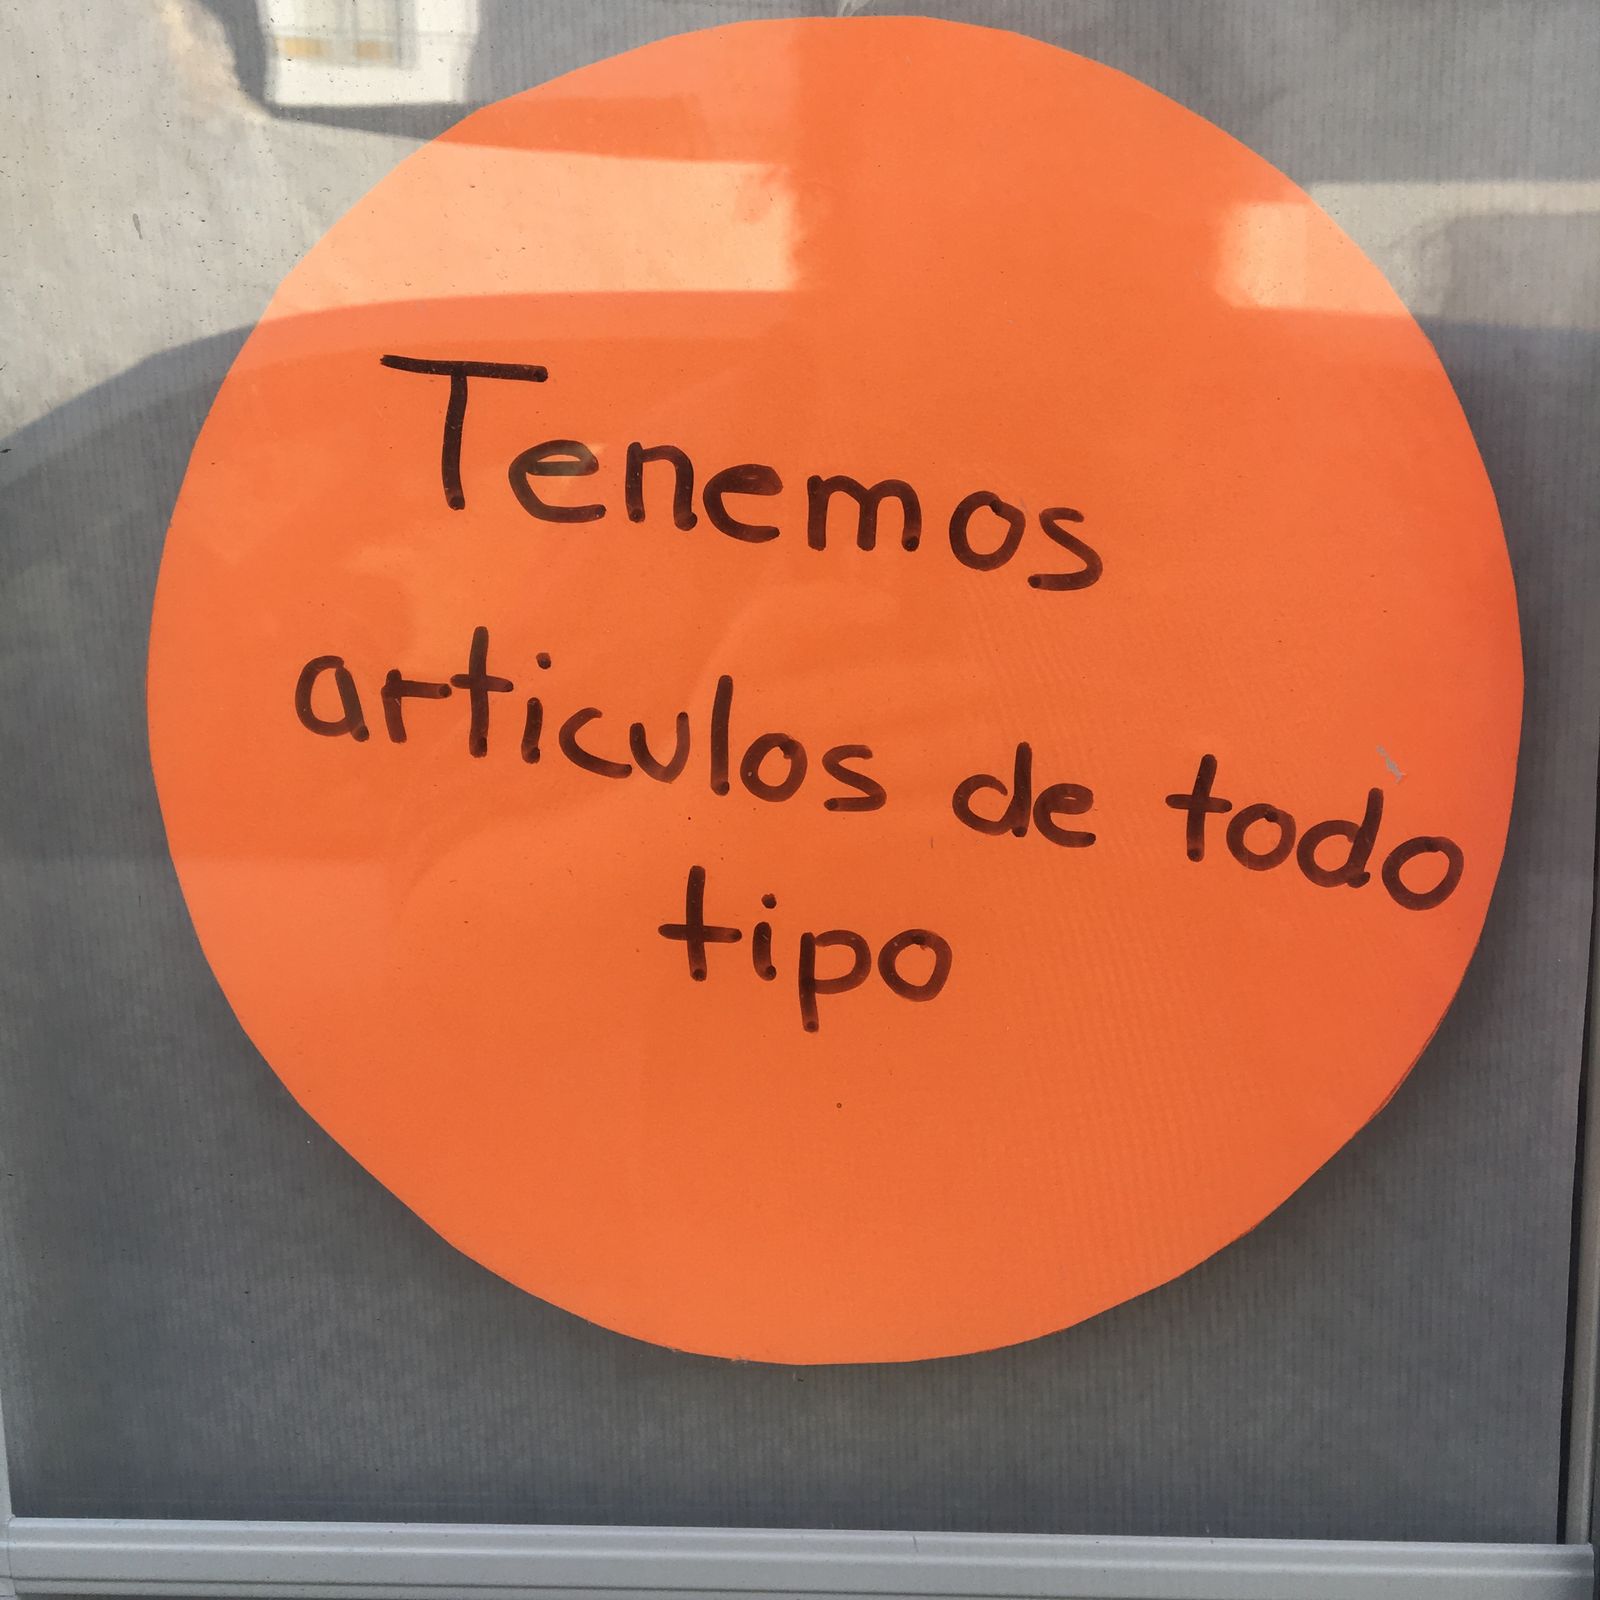 Tenemos
articulos de todo
tipo